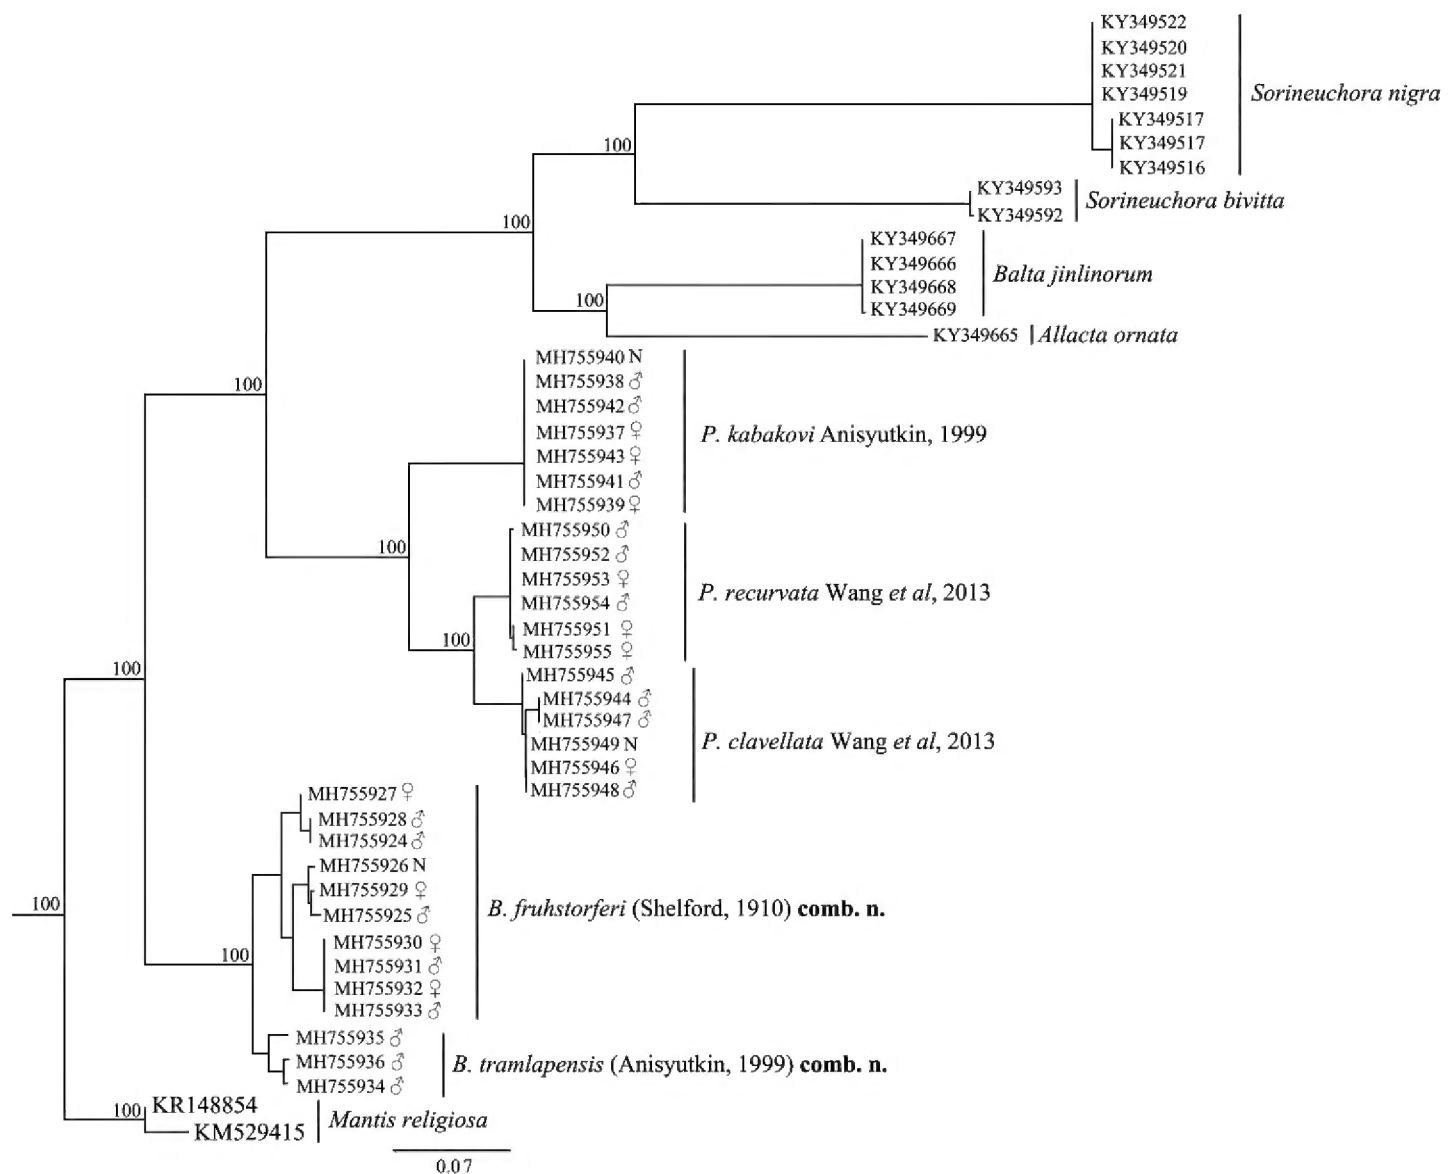 KY349522
KY349520
KY349521
KY349519
Sorineuchora nigra
KY349517
KY349517
KY349516
100
KY349593
KY349592
Sorineuchora bivitta
100
KY349667
KY349666
KY349668
KY349669
Balta jinlinorum
100
KY349665
Allacta ornata
100
MH755940 N
MH755938 ♂
MH755942 ♂
MH755937 ♀
MH755943 ♀
MH755941 ♂
MH755939 ♀
P. kabakovi Anisyutkin, 1999
100
MH755950 ♂
MH755952 ♂
MH755953 ♀
MH755954 ♂
MH755951 ♀
MH755955 ♀
P. recurvata Wang et al, 2013
100
MH755945 ♂
MH755944 ♂
MH755947 ♂
MH755949 N
MH755946 ♀
MH755948 ♂
P. clavellata Wang et al, 2013
100
MH755927 ♀
MH755928 ♂
MH755924 ♂
MH755926 N
MH755929 ♀
MH755925 ♂
MH755930 ♀
MH755931 ♂
MH755932 ♀
MH755933 ♂
B. fruhstorferi (Shelford, 1910) comb. n.
100
100
MH755935 ♂
MH755936 ♂
MH755934 ♂
B. tramlapensis (Anisyutkin, 1999) comb. n.
100
KR148854
KM529415
Mantis religiosa
0.07